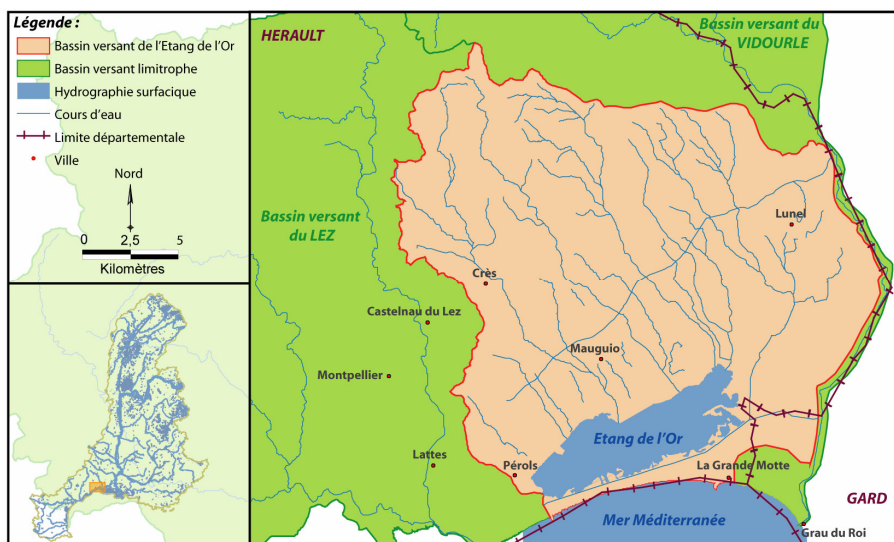 Légende :
Bassin versant de l'Etang de l'Or
Bassin versant limitrophe
Hydrographie surfacique
Cours d'eau
Limite départementale
Ville
Nord
0 2,5 5
Kilomètres
HERAULT
Bassin versant du
VIDOURLE
Bassin versant
du LEZ
Lunel
Crès
Castelnau du Lez
Mauguio
Montpellier
Etang de l'Or
Lattes
Pérols
La Grande Motte
GARD
Mer Méditerranée
Grau du Roi